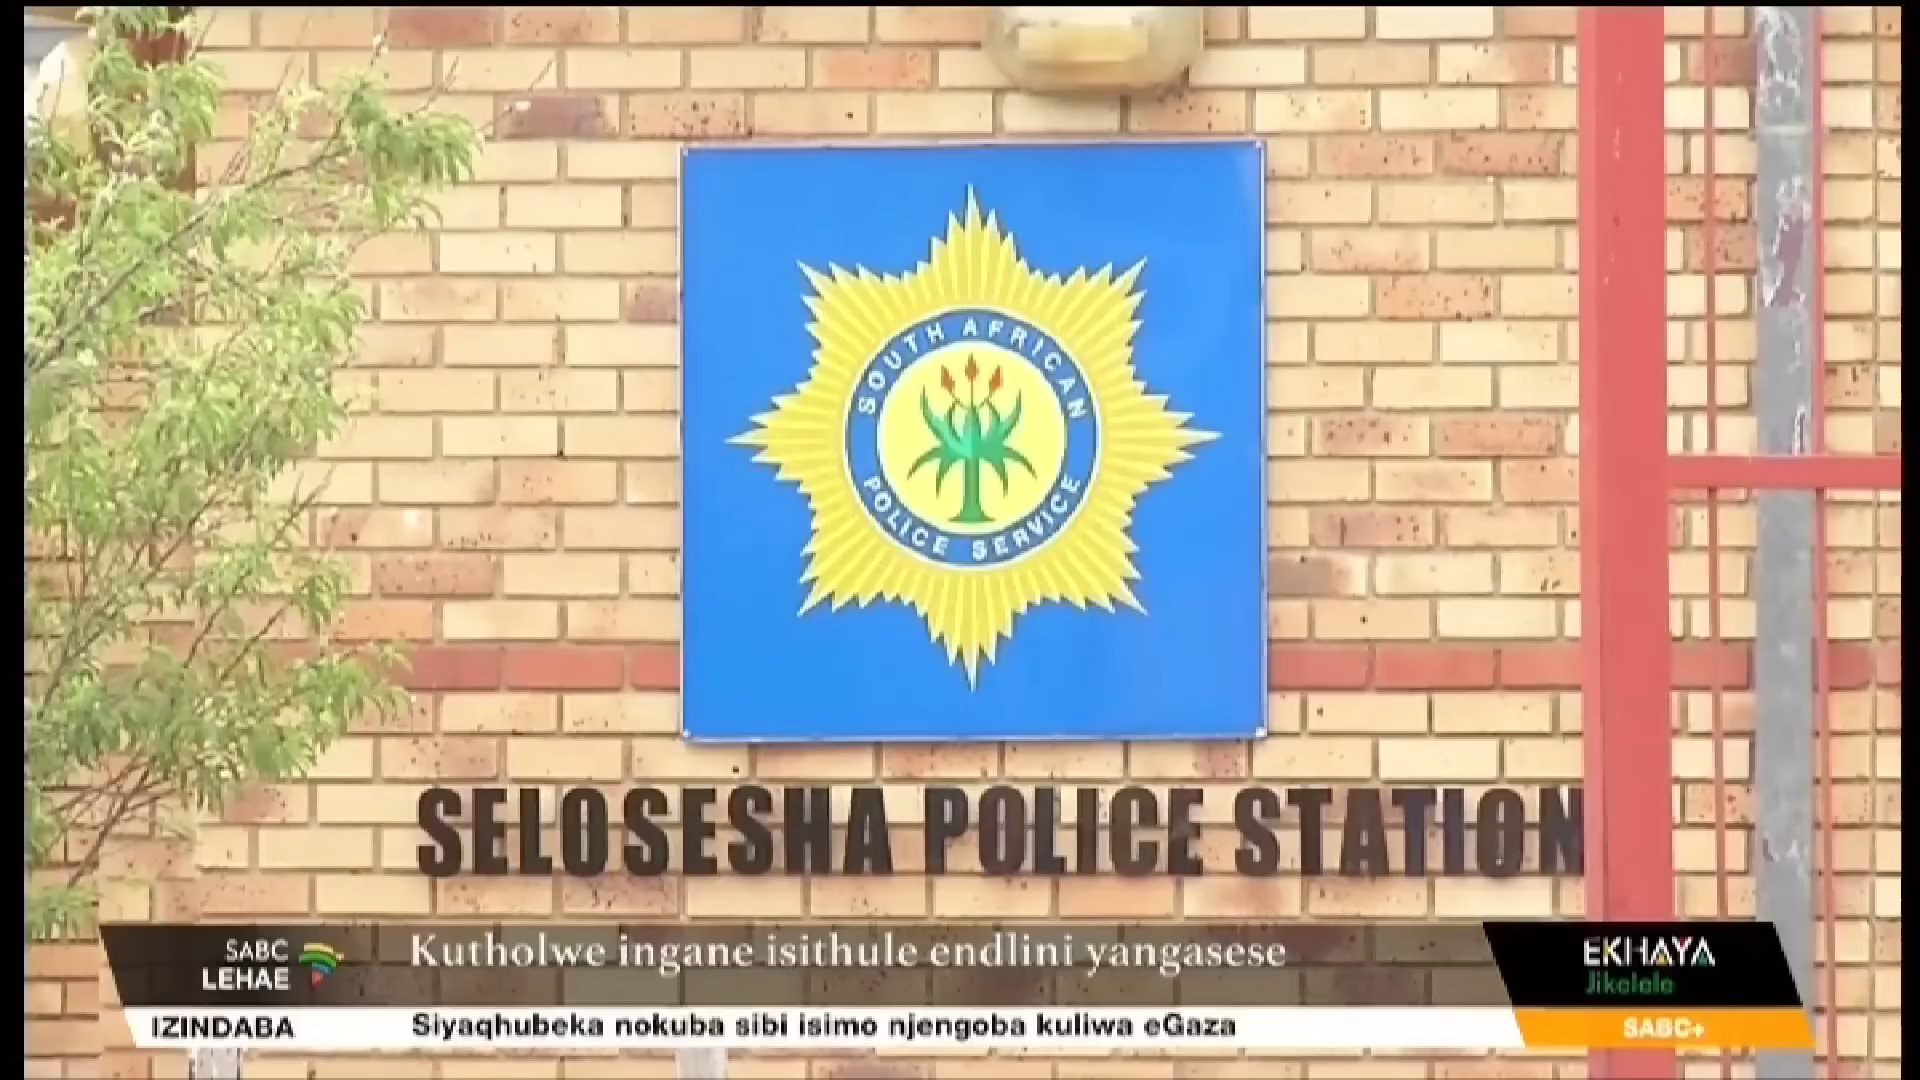 SOUTH AFRICAN
POLICE SERVICE
SELOSESHA POLICE STATION
SABC
LEHAE
Kutholwe ingane isithule endlini yangasese
EKHAYA
Jikelele
IZINDABA
Siyaqhubeka nokuba sibi isimo njengoba kuliwa eGaza
SABC+